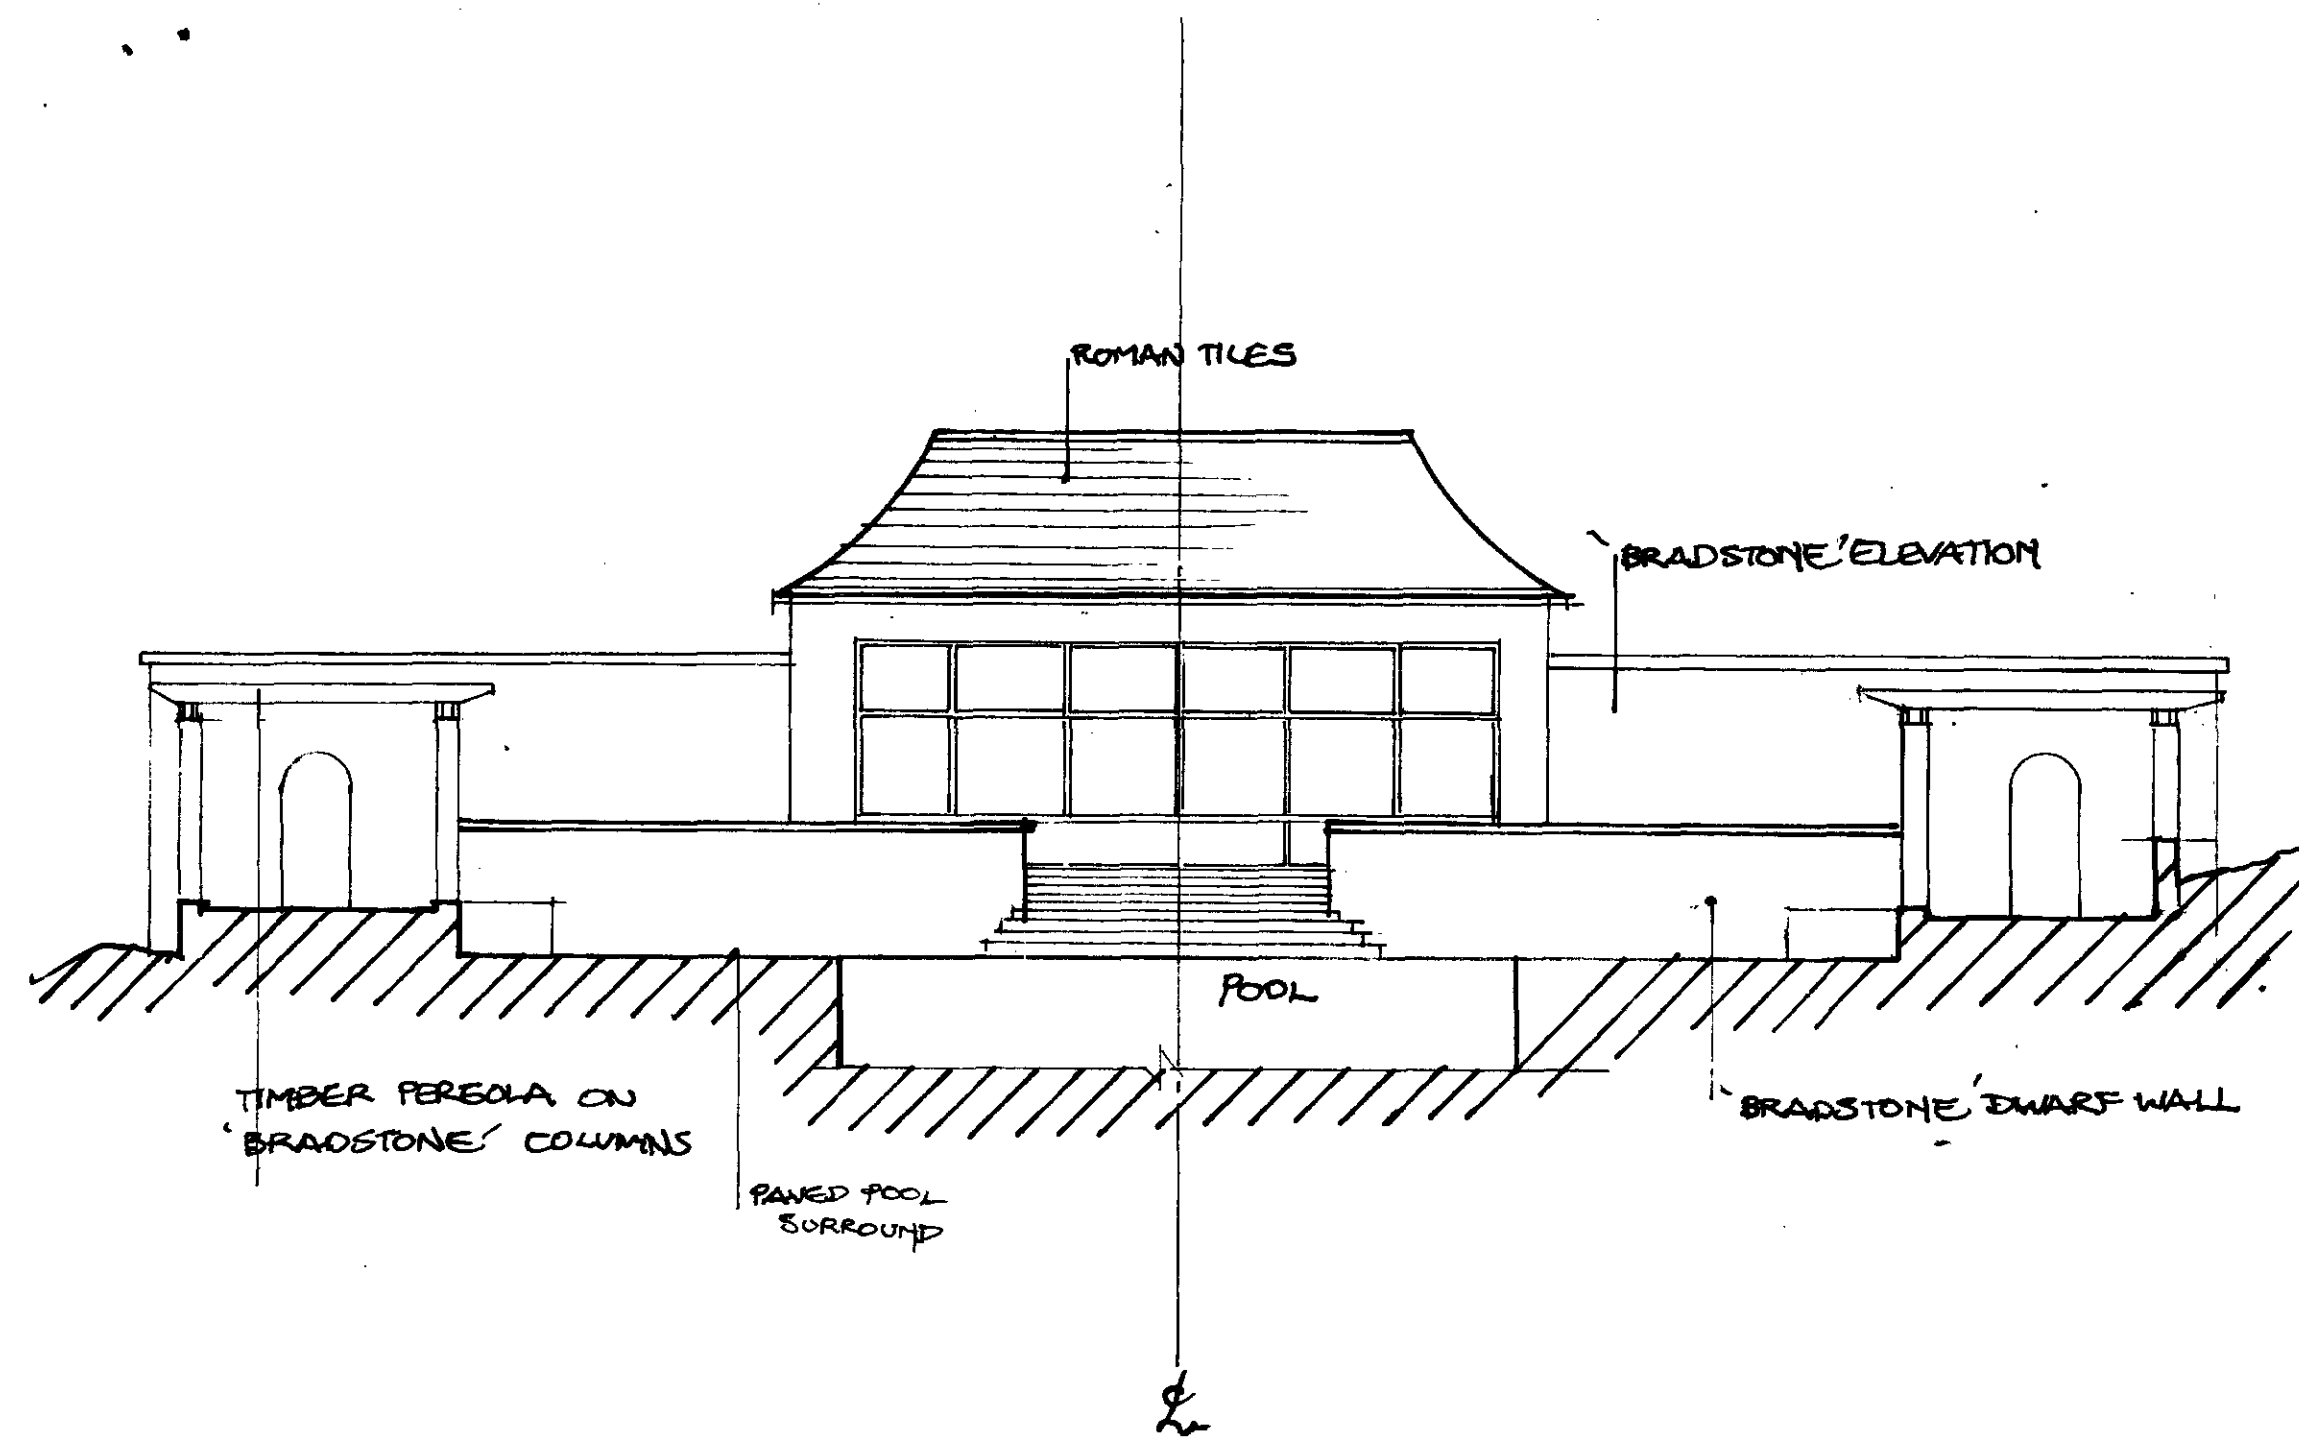 ROMAN TILES
'BRADSTONE' ELEVATION
POOL
TIMBER PERGOLA ON
'BRADSTONE' COLUMNS
'BRADSTONE' DWARF WALL
PAVED POOL
SURROUND
℄